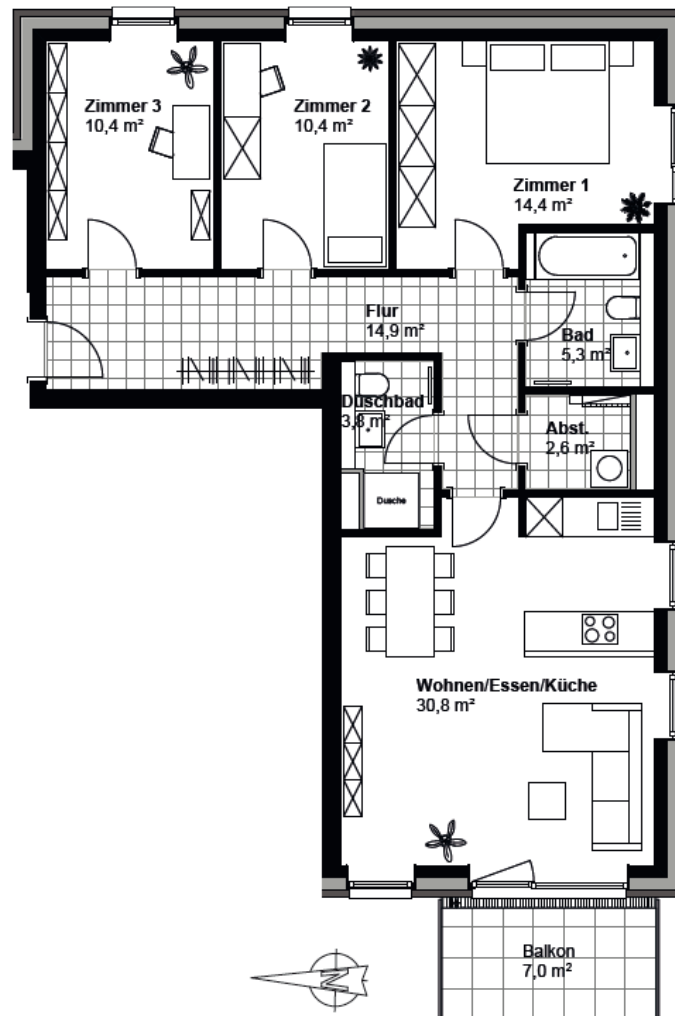 Zimmer 3
10,4 m²
Zimmer 2
10,4 m²
Zimmer 1
14,4 m²
Flur
14,9 m²
Bad
5,3 m²
Duschbad
3,8 m²
Abst.
2,6 m²
Dusche
Wohnen/Essen/Küche
30,8 m²
Balkon
7,0 m²
N